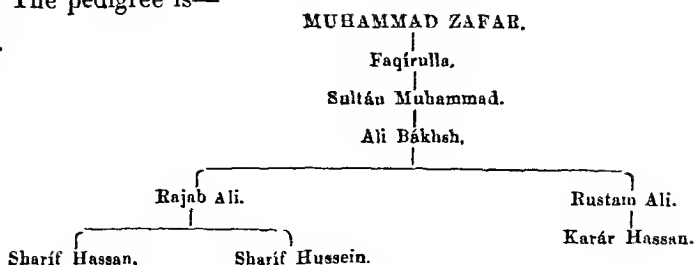 The pedigree is—
MUHAMMAD ZAFAR.
Faqírulla.
Sultán Muhammad.
Ali Bákhsh.
Rajab Ali. Rustam Ali.
Karár Hassan.
Sharíf Hassan. Sharíf Hussein.